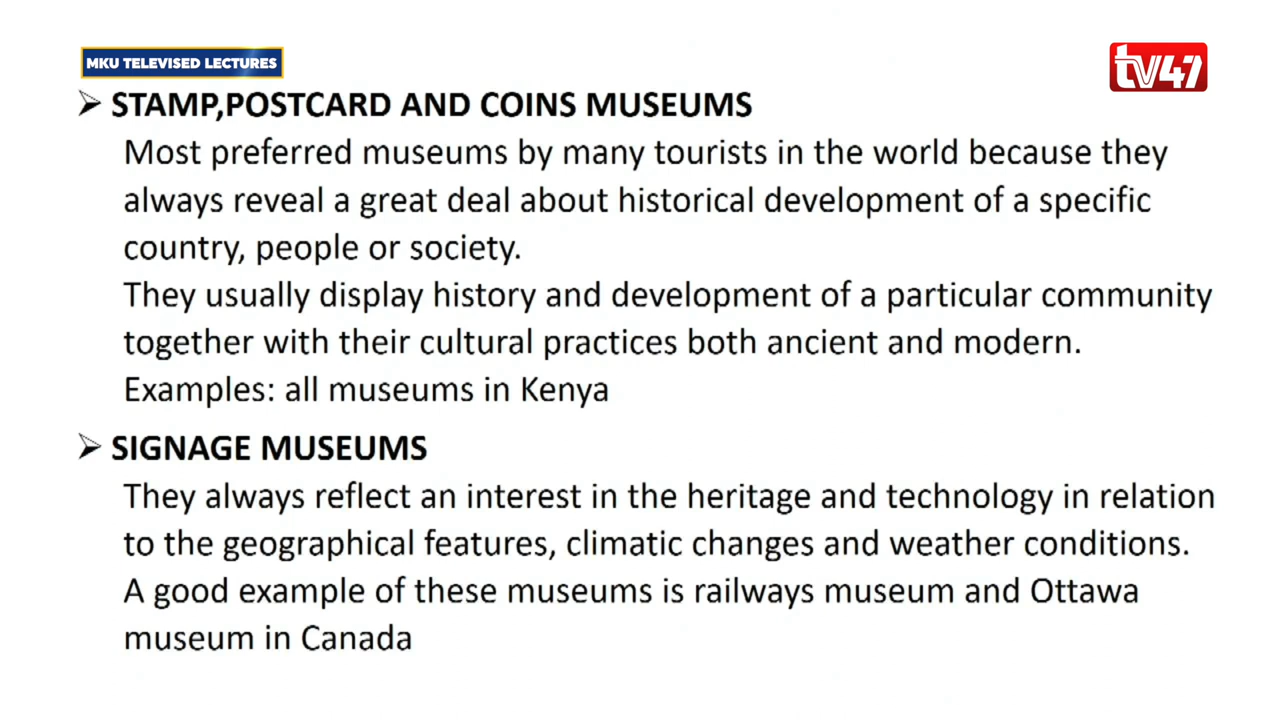 MKU TELEVISED LECTURES
tv47
➢ STAMP,POSTCARD AND COINS MUSEUMS
Most preferred museums by many tourists in the world because they
always reveal a great deal about historical development of a specific
country, people or society.
They usually display history and development of a particular community
together with their cultural practices both ancient and modern.
Examples: all museums in Kenya
➢ SIGNAGE MUSEUMS
They always reflect an interest in the heritage and technology in relation
to the geographical features, climatic changes and weather conditions.
A good example of these museums is railways museum and Ottawa
museum in Canada